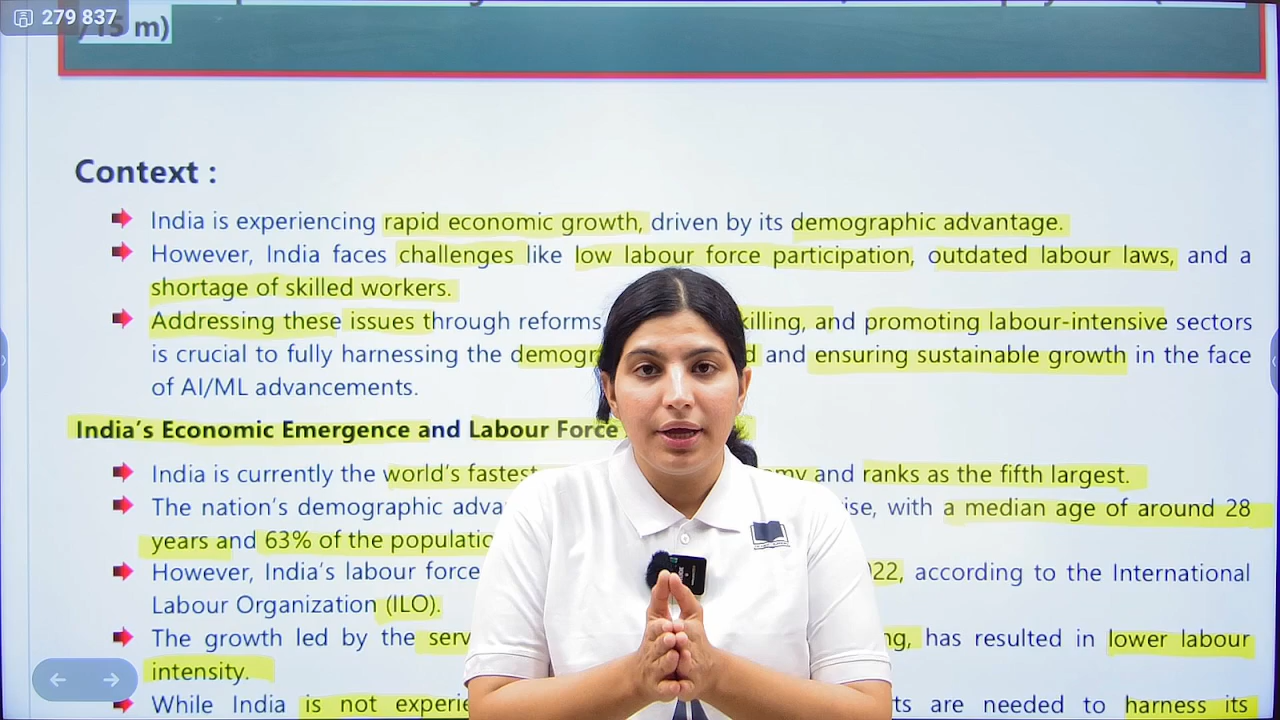 279 837
/15 m)
Context :
India is experiencing rapid economic growth, driven by its demographic advantage.
However, India faces challenges like low labour force participation, outdated labour laws, and a
shortage of skilled workers.
Addressing these issues through reforms and promoting labour-intensive sectors
is crucial to fully harnessing the and ensuring sustainable growth in the face
of AI/ML advancements.
India's Economic Emergence and Labour Force
India is currently the world's fastest and ranks as the fifth largest.
The nation's demographic with a median age of around 28
years and 63% of the
However, India's labour force according to the International
Labour Organization (ILO).
The growth led by the has resulted in lower labour
intensity.
While India is not are needed to harness its